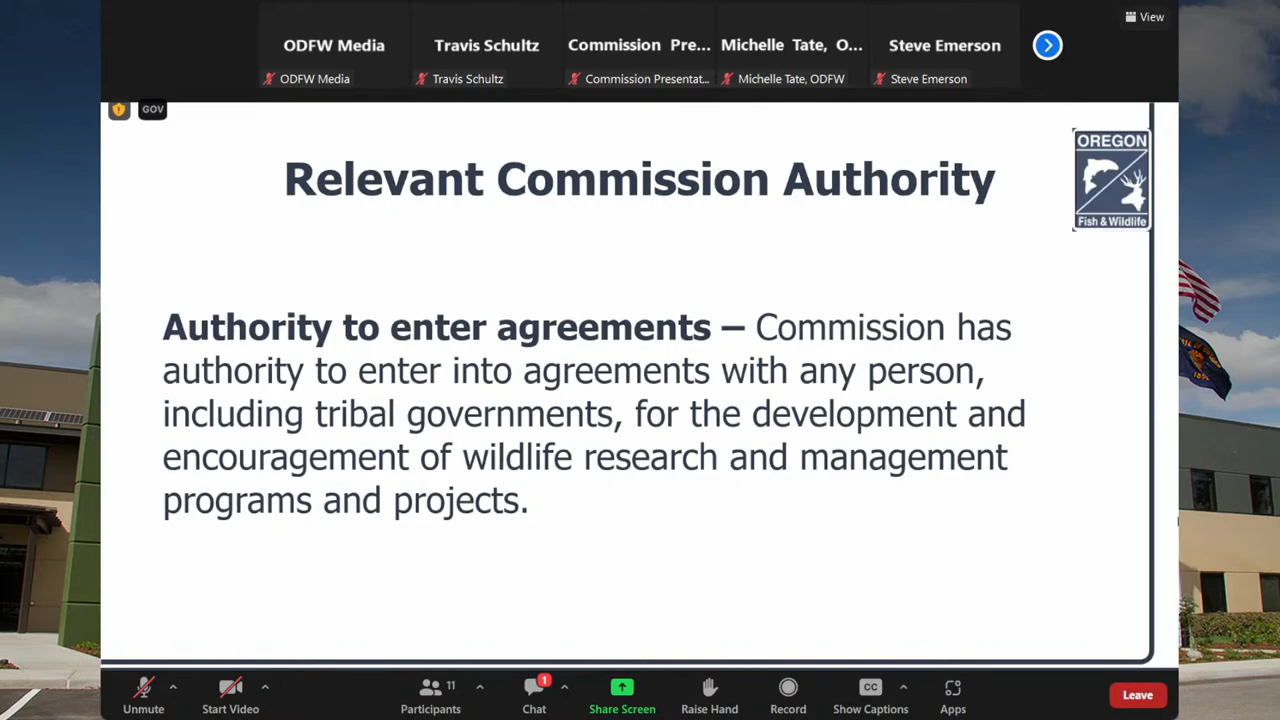 View
ODFW Media
Travis Schultz
Commission Pre...
Michelle Tate, O...
Steve Emerson
ODFW Media
Travis Schultz
Commission Presentat...
Michelle Tate, ODFW
Steve Emerson
GOV
OREGON
Fish & Wildlife
Relevant Commission Authority
Authority to enter agreements – Commission has
authority to enter into agreements with any person,
including tribal governments, for the development and
encouragement of wildlife research and management
programs and projects.
Unmute
Start Video
11
Participants
1
Chat
Share Screen
Raise Hand
Record
CC
Show Captions
Apps
Leave